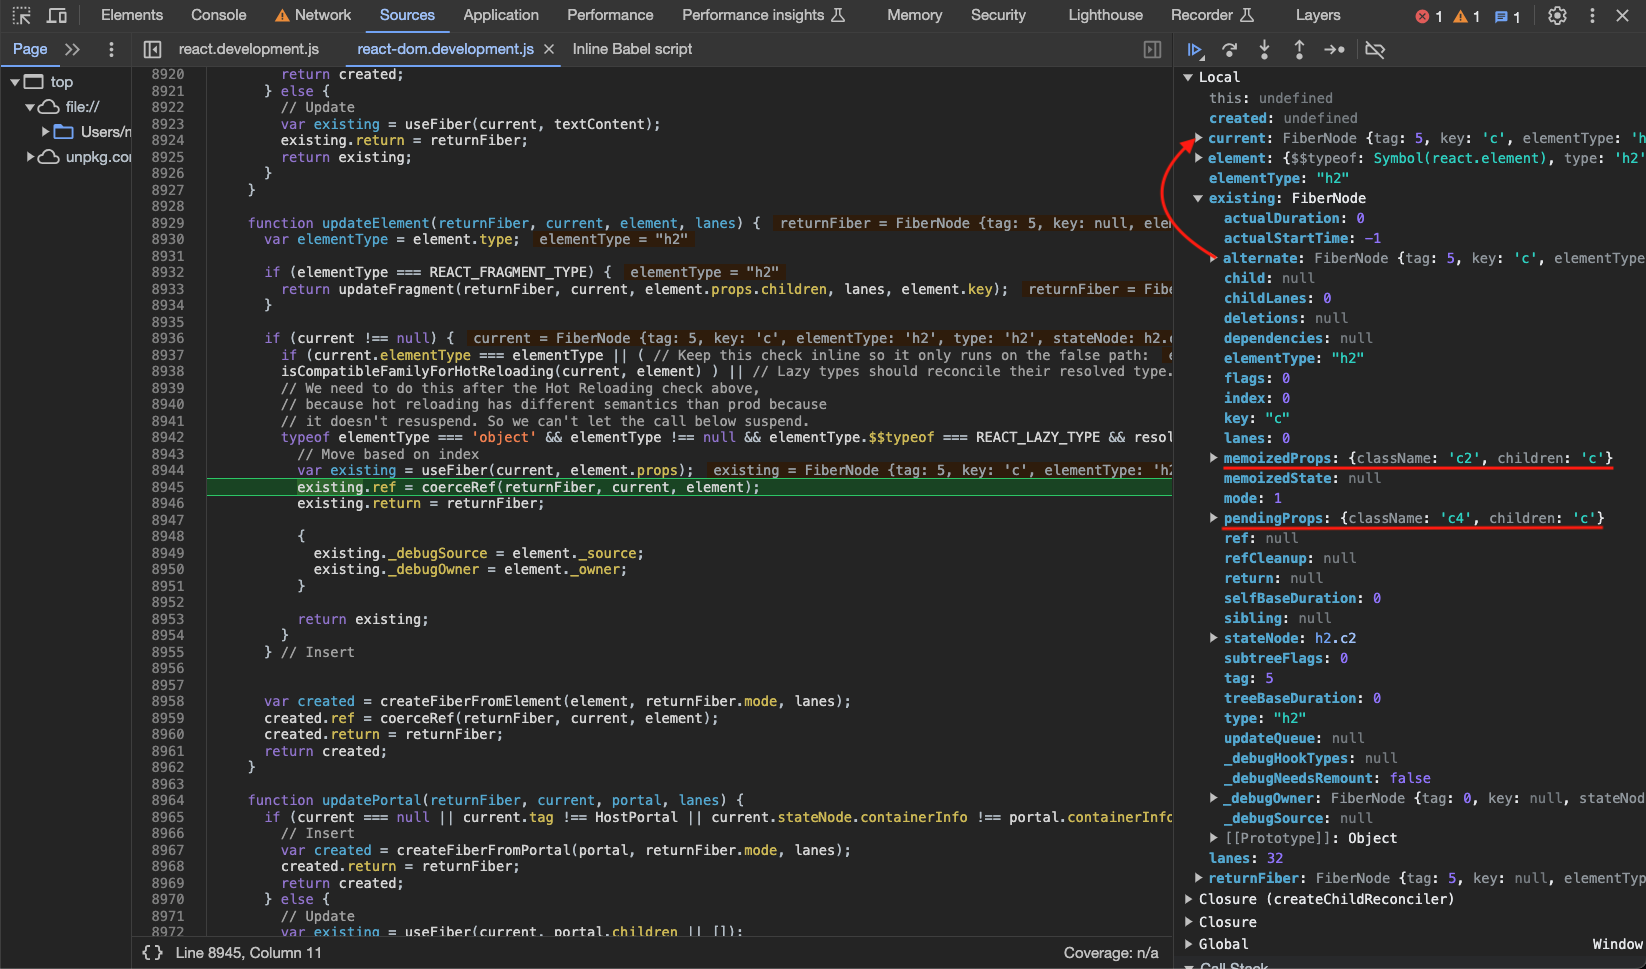 Elements Console Network Sources Application Performance Performance insights Memory Security Lighthouse Recorder Layers 1 1 1
Page react.development.js react-dom.development.js Inline Babel script
top
file://
Users/
unpkg.co
8920 return created;
8921 } else {
8922 // Update
8923 var existing = useFiber(current, textContent);
8924 existing.return = returnFiber;
8925 return existing;
8926 }
8927 }
8928
8929 function updateElement(returnFiber, current, element, lanes) { returnFiber = FiberNode {tag: 5, key: null, elem
8930 var elementType = element.type; elementType = "h2"
8931
8932 if (elementType === REACT_FRAGMENT_TYPE) { elementType = "h2"
8933 return updateFragment(returnFiber, current, element.props.children, lanes, element.key); returnFiber = Fibe
8934 }
8935
8936 if (current !== null) { current = FiberNode {tag: 5, key: 'c', elementType: 'h2', type: 'h2', stateNode: h2.c
8937 if (current.elementType === elementType || ( // Keep this check inline so it only runs on the false path: e
8938 isCompatibleFamilyForHotReloading(current, element) ) || // Lazy types should reconcile their resolved type.
8939 // We need to do this after the Hot Reloading check above,
8940 // because hot reloading has different semantics than prod because
8941 // it doesn't resuspend. So we can't let the call below suspend.
8942 typeof elementType === 'object' && elementType !== null && elementType.$$typeof === REACT_LAZY_TYPE && resol
8943 // Move based on index
8944 var existing = useFiber(current, element.props); existing = FiberNode {tag: 5, key: 'c', elementType: 'h2
8945 existing.ref = coerceRef(returnFiber, current, element);
8946 existing.return = returnFiber;
8947
8948 {
8949 existing._debugSource = element._source;
8950 existing._debugOwner = element._owner;
8951 }
8952
8953 return existing;
8954 }
8955 } // Insert
8956
8957
8958 var created = createFiberFromElement(element, returnFiber.mode, lanes);
8959 created.ref = coerceRef(returnFiber, current, element);
8960 created.return = returnFiber;
8961 return created;
8962 }
8963
8964 function updatePortal(returnFiber, current, portal, lanes) {
8965 if (current === null || current.tag !== HostPortal || current.stateNode.containerInfo !== portal.containerInfo
8966 // Insert
8967 var created = createFiberFromPortal(portal, returnFiber.mode, lanes);
8968 created.return = returnFiber;
8969 return created;
8970 } else {
8971 // Update
8972 var existing = useFiber(current, portal.children || []);
{} Line 8945, Column 11 Coverage: n/a
Local
this: undefined
created: undefined
current: FiberNode {tag: 5, key: 'c', elementType: 'h
element: {$$typeof: Symbol(react.element), type: 'h2'
elementType: "h2"
existing: FiberNode
actualDuration: 0
actualStartTime: -1
alternate: FiberNode {tag: 5, key: 'c', elementType
child: null
childLanes: 0
deletions: null
dependencies: null
elementType: "h2"
flags: 0
index: 0
key: "c"
lanes: 0
memoizedProps: {className: 'c2', children: 'c'}
memoizedState: null
mode: 1
pendingProps: {className: 'c4', children: 'c'}
ref: null
refCleanup: null
return: null
selfBaseDuration: 0
sibling: null
stateNode: h2.c2
subtreeFlags: 0
tag: 5
treeBaseDuration: 0
type: "h2"
updateQueue: null
_debugHookTypes: null
_debugNeedsRemount: false
_debugOwner: FiberNode {tag: 0, key: null, stateNod
_debugSource: null
[[Prototype]]: Object
lanes: 32
returnFiber: FiberNode {tag: 5, key: null, elementTyp
Closure (createChildReconciler)
Closure
Global Window
Call Stack